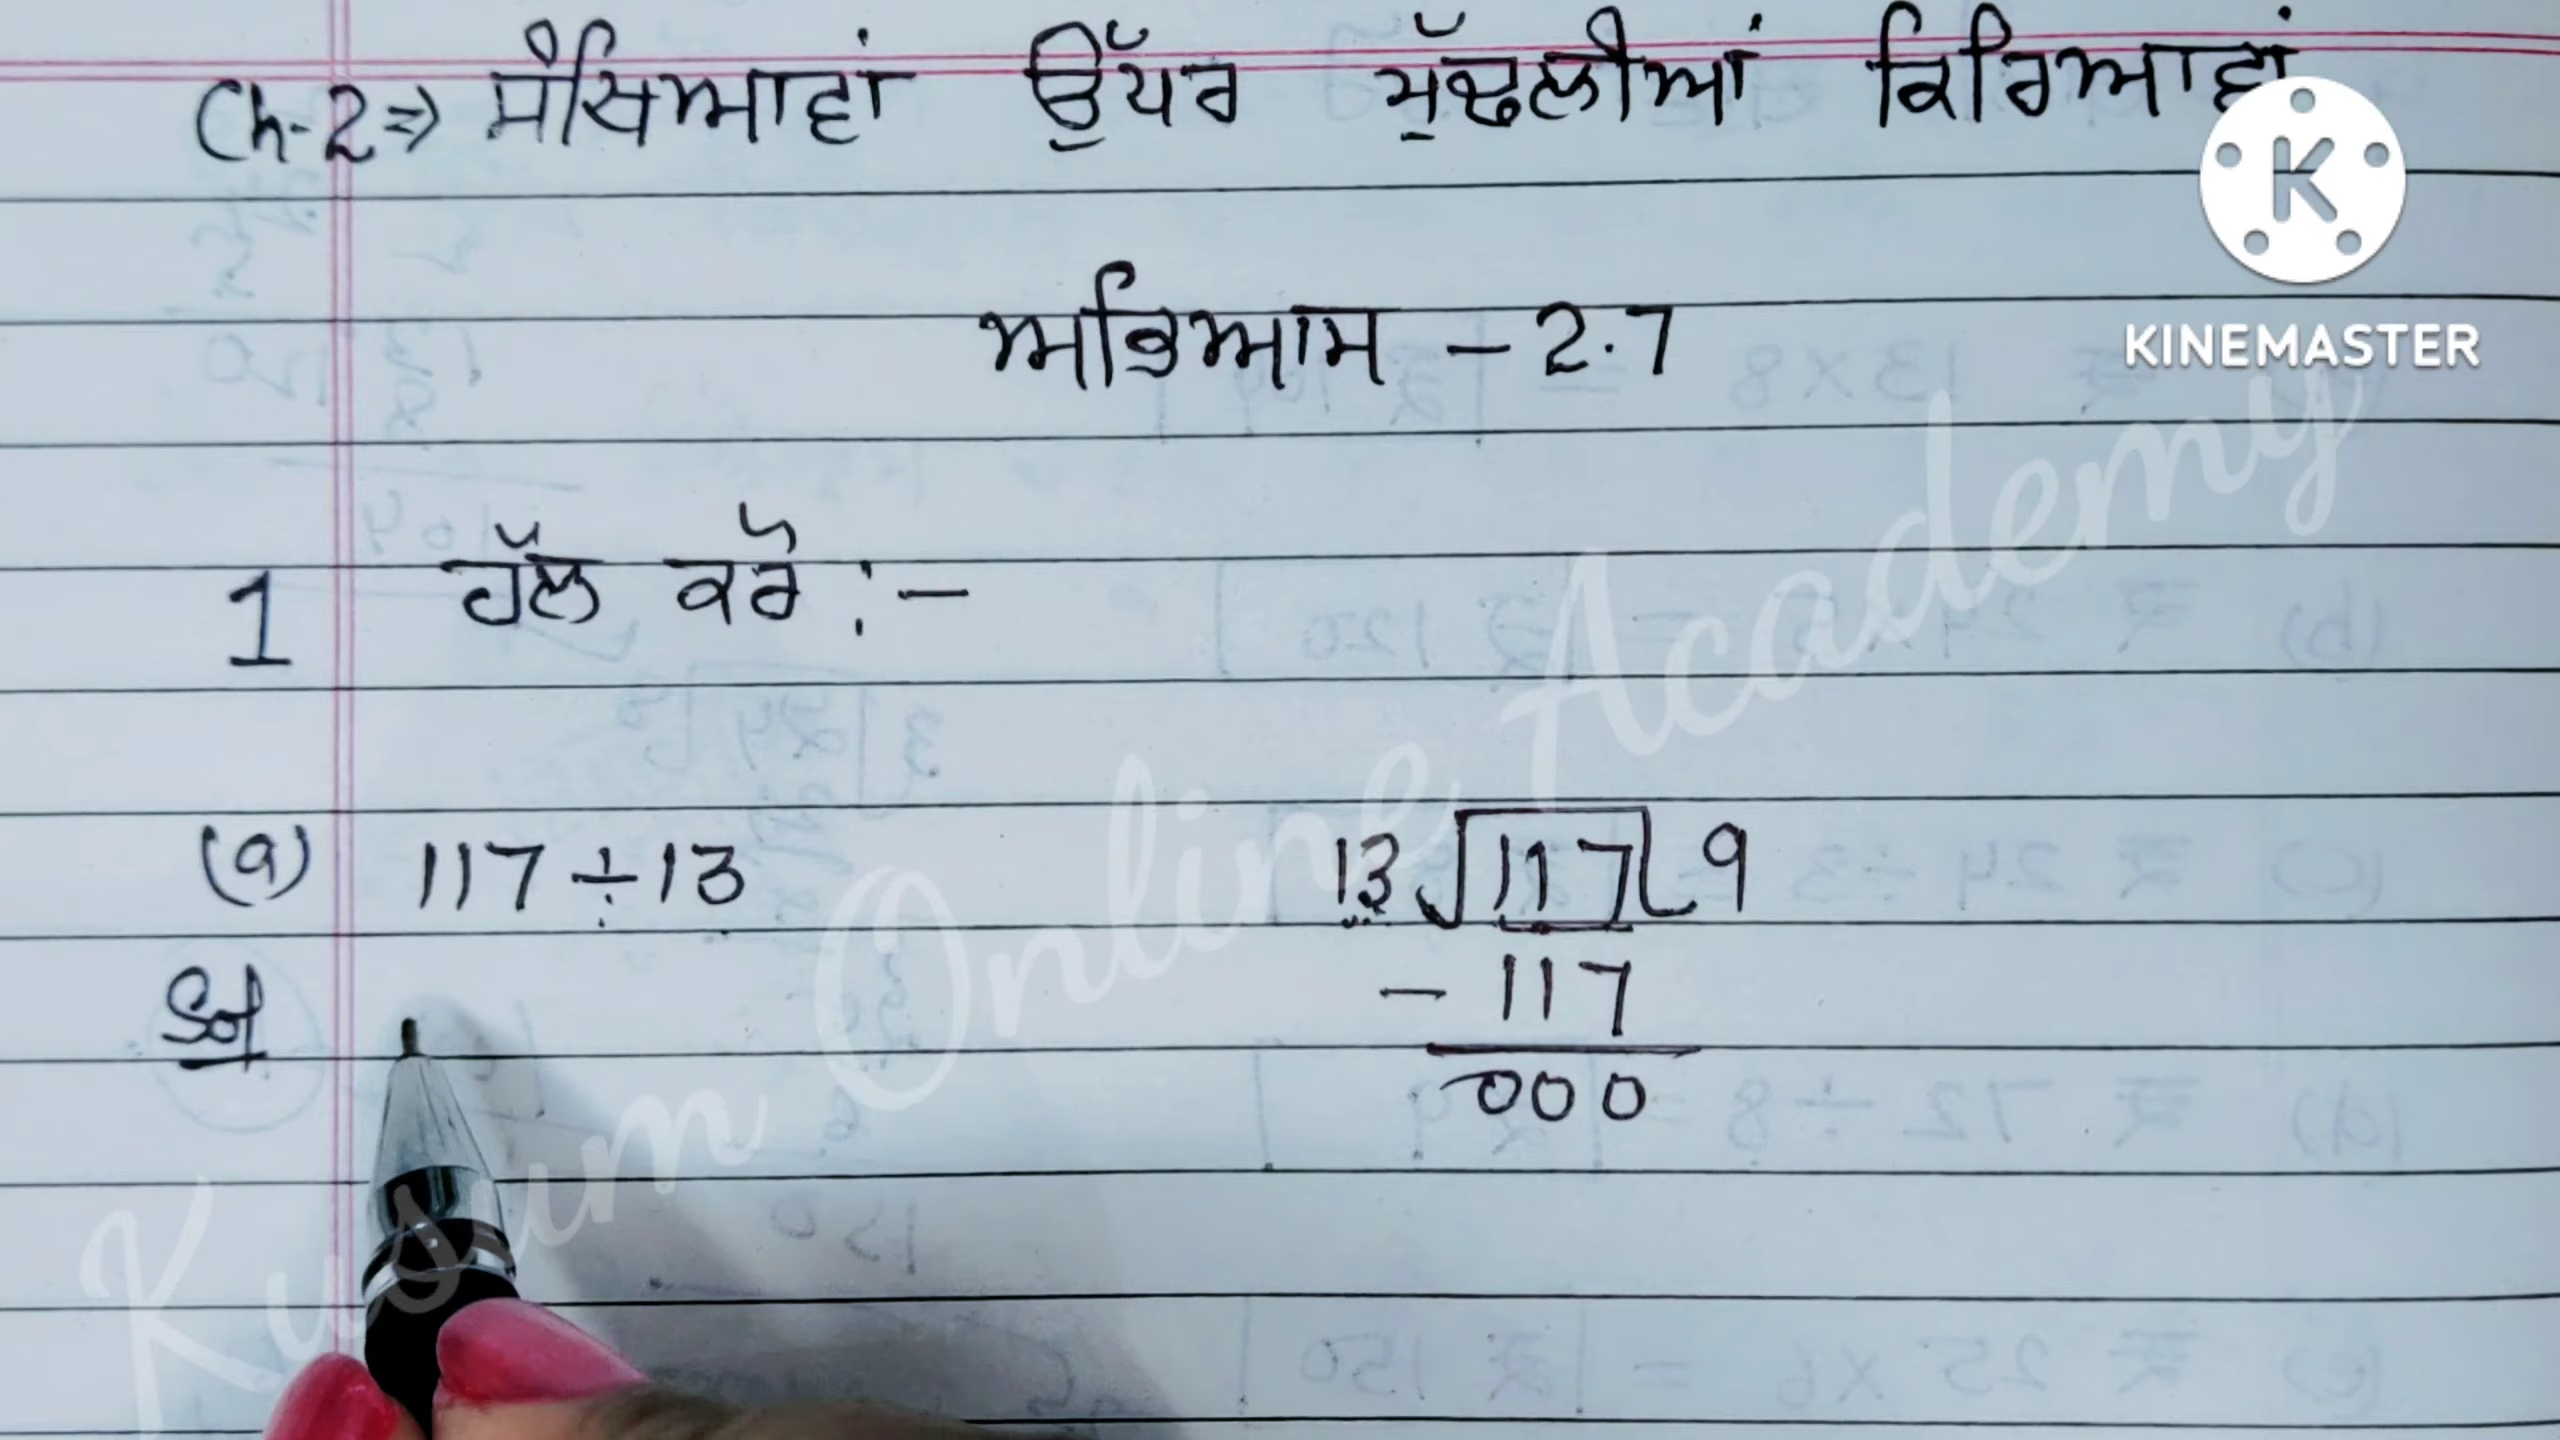 Ch-2⇒ ਸੰਖਿਆਵਾਂ ਉੱਪਰ ਮੁੱਢਲੀਆਂ ਕਿਰਿਆਵਾਂ
K
KINEMASTER
ਅਭਿਆਸ - 2.7
1 ਹੱਲ ਕਰੋ :-
(a) 117 ÷ 13
13 117 9
Sol
- 117
000
Kusum Online Academy